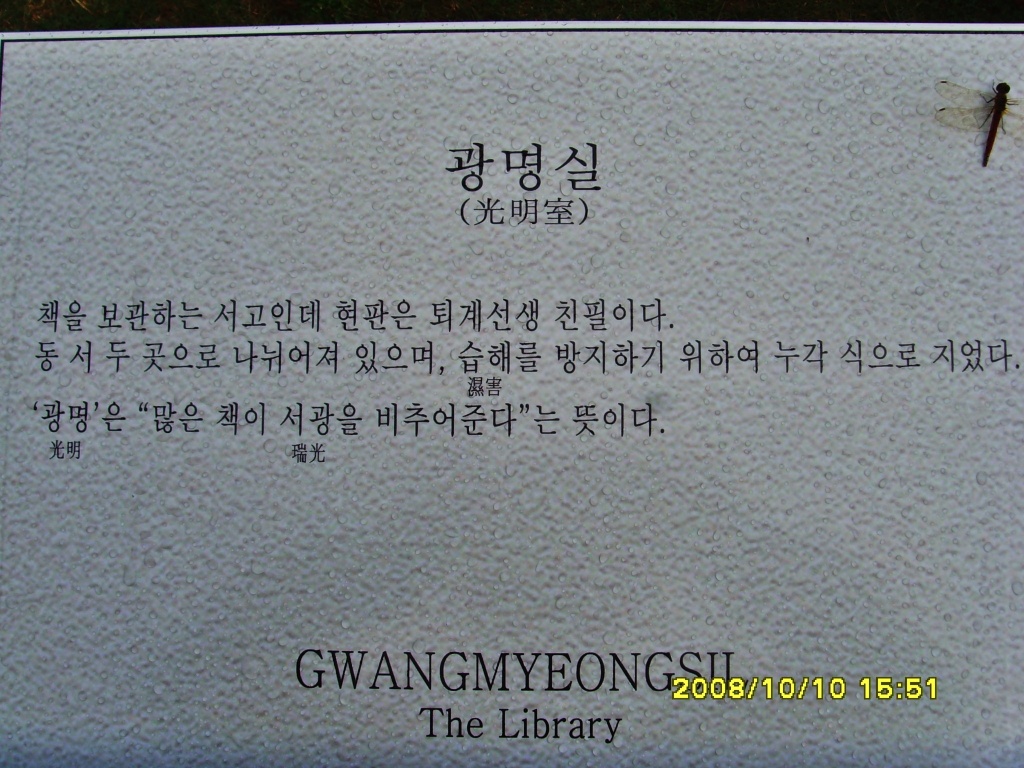 광명실
(光明室)
책을 보관하는 서고인데 현판은 퇴계선생 친필이다.
동 서 두 곳으로 나뉘어져 있으며, 습해를 방지하기 위하여 누각 식으로 지었다.
濕害
‘광명’은 “많은 책이 서광을 비추어준다”는 뜻이다.
光明 瑞光
GWANGMYEONGSIL
The Library
2008/10/10 15:51